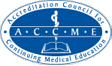 Accreditation Council for
A·C·C·M·E
Continuing Medical Education